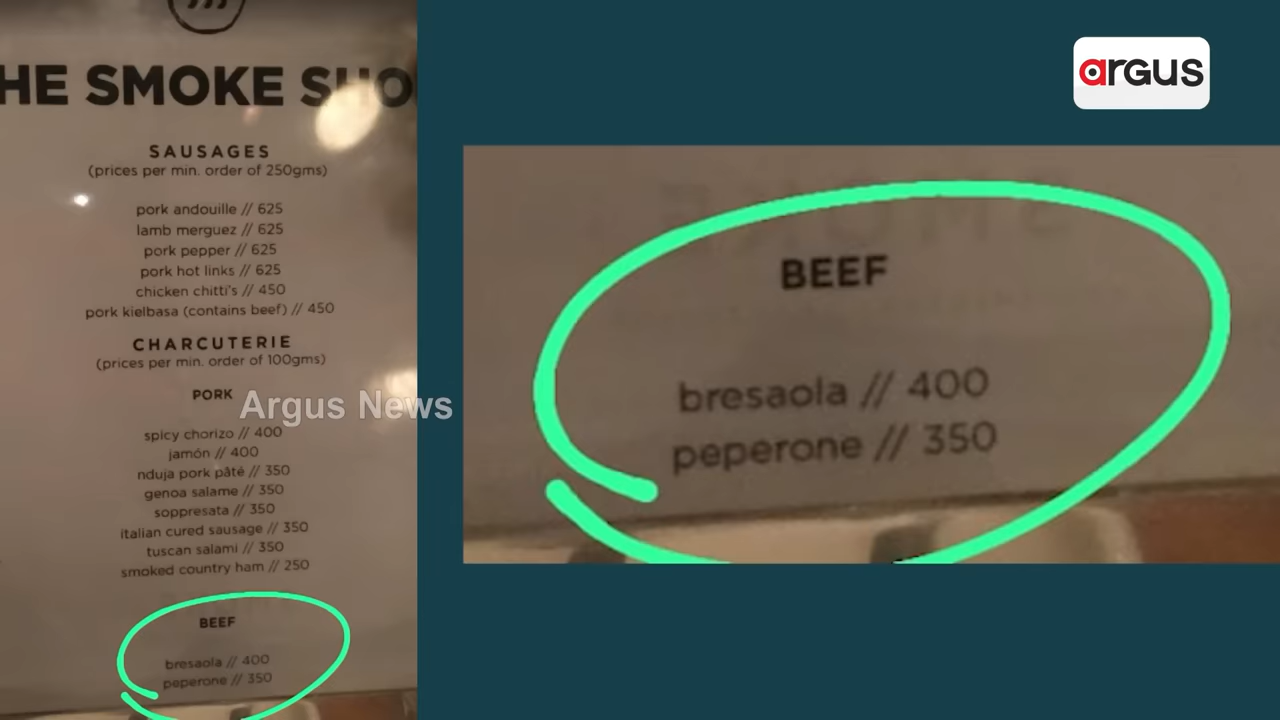 THE SMOKE SHO
SAUSAGES
(prices per min. order of 250gms)
pork andouille // 625
lamb merguez // 625
pork pepper // 625
pork hot links // 625
chicken chitti's // 450
pork kielbasa (contains beef) // 450
CHARCUTERIE
(prices per min. order of 100gms)
PORK
spicy chorizo // 400
jamón // 400
nduja pork pâté // 350
genoa salame // 350
soppresata // 350
italian cured sausage // 350
tuscan salami // 350
smoked country ham // 250
BEEF
bresaola // 400
peperone // 350
Argus News
argus
BEEF
bresaola // 400
peperone // 350